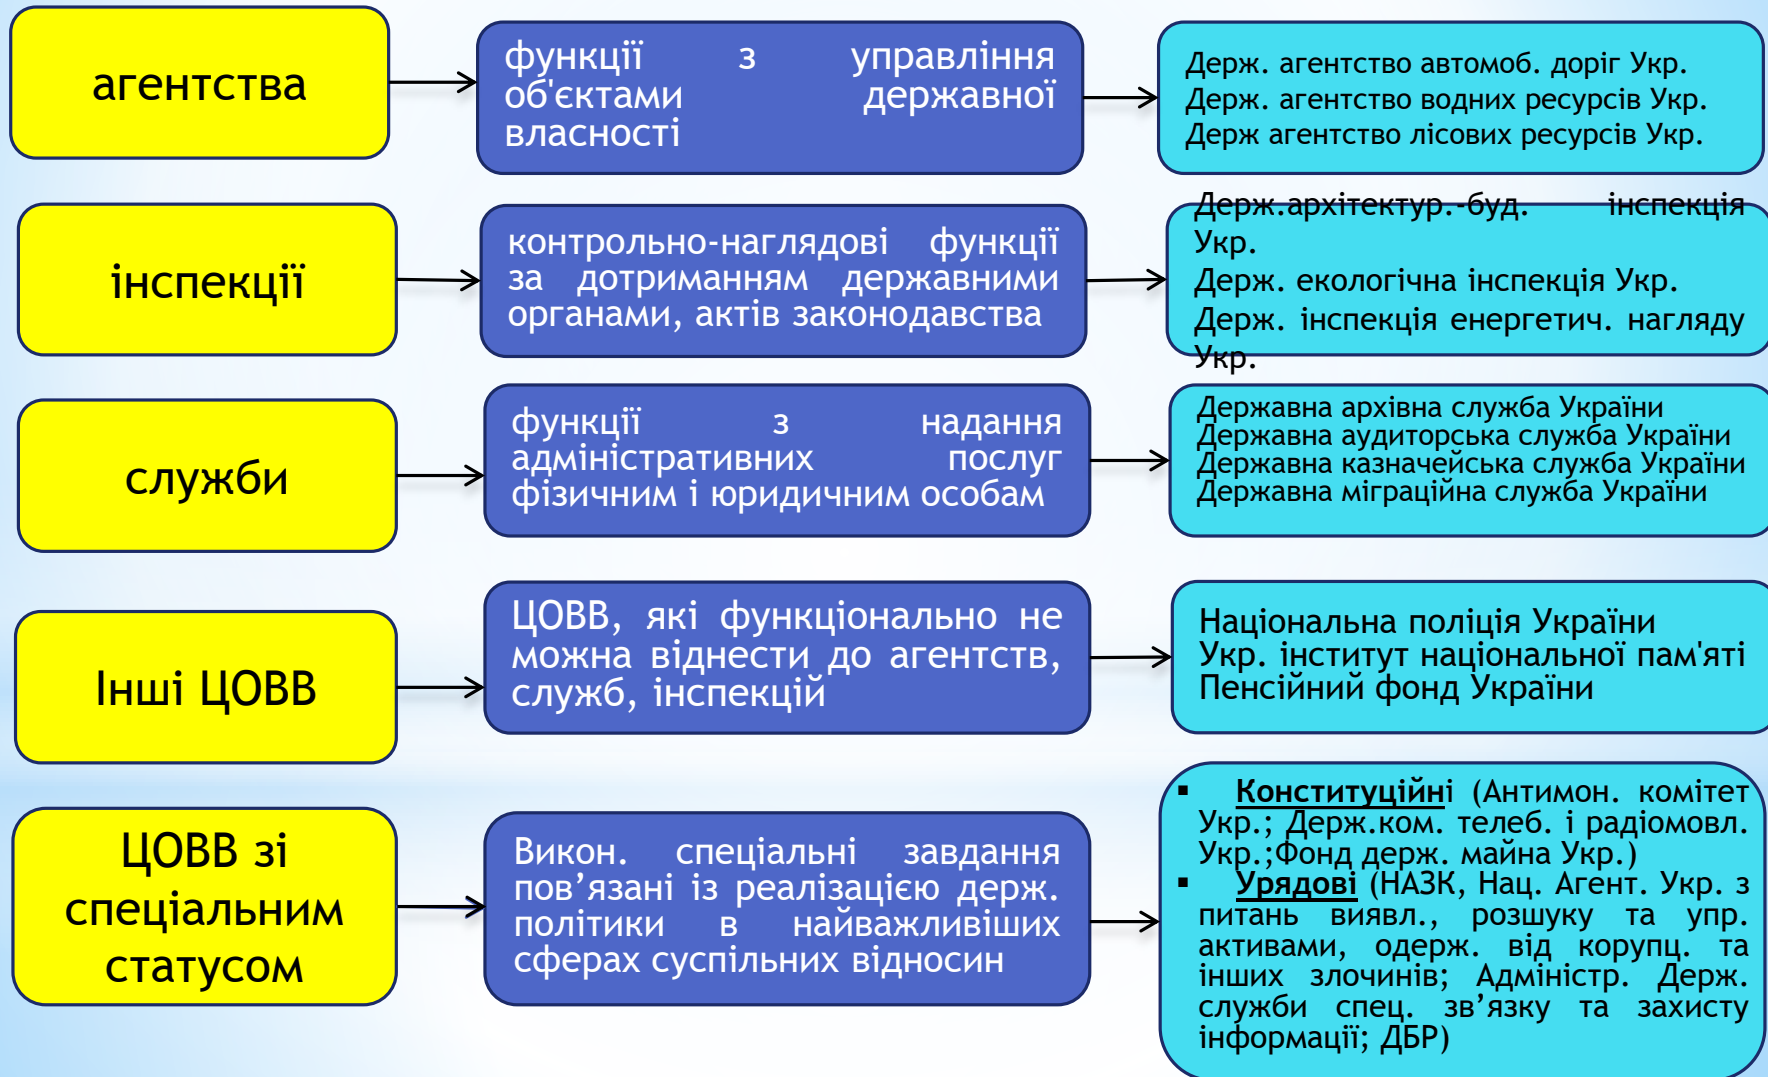 агентства
функції з управління
об'єктами державної
власності
Держ. агентство автомоб. доріг Укр.
Держ. агентство водних ресурсів Укр.
Держ агентство лісових ресурсів Укр.
інспекції
контрольно-наглядові функції
за дотриманням державними
органами, актів законодавства
Держ.архітектур.-буд. інспекція
Укр.
Держ. екологічна інспекція Укр.
Держ. інспекція енергетич. нагляду
Укр.
служби
функції з надання
адміністративних послуг
фізичним і юридичним особам
Державна архівна служба України
Державна аудиторська служба України
Державна казначейська служба України
Державна міграційна служба України
Інші ЦОВВ
ЦОВВ, які функціонально не
можна віднести до агентств,
служб, інспекцій
Національна поліція України
Укр. інститут національної пам'яті
Пенсійний фонд України
ЦОВВ зі
спеціальним
статусом
Викон. спеціальні завдання
пов’язані із реалізацією держ.
політики в найважливіших
сферах суспільних відносин
▪ Конституційні (Антимон. комітет
Укр.; Держ.ком. телеб. і радіомовл.
Укр.;Фонд держ. майна Укр.)
▪ Урядові (НАЗК, Нац. Агент. Укр. з
питань виявл., розшуку та упр.
активами, одерж. від корупц. та
інших злочинів; Адміністр. Держ.
служби спец. зв’язку та захисту
інформації; ДБР)